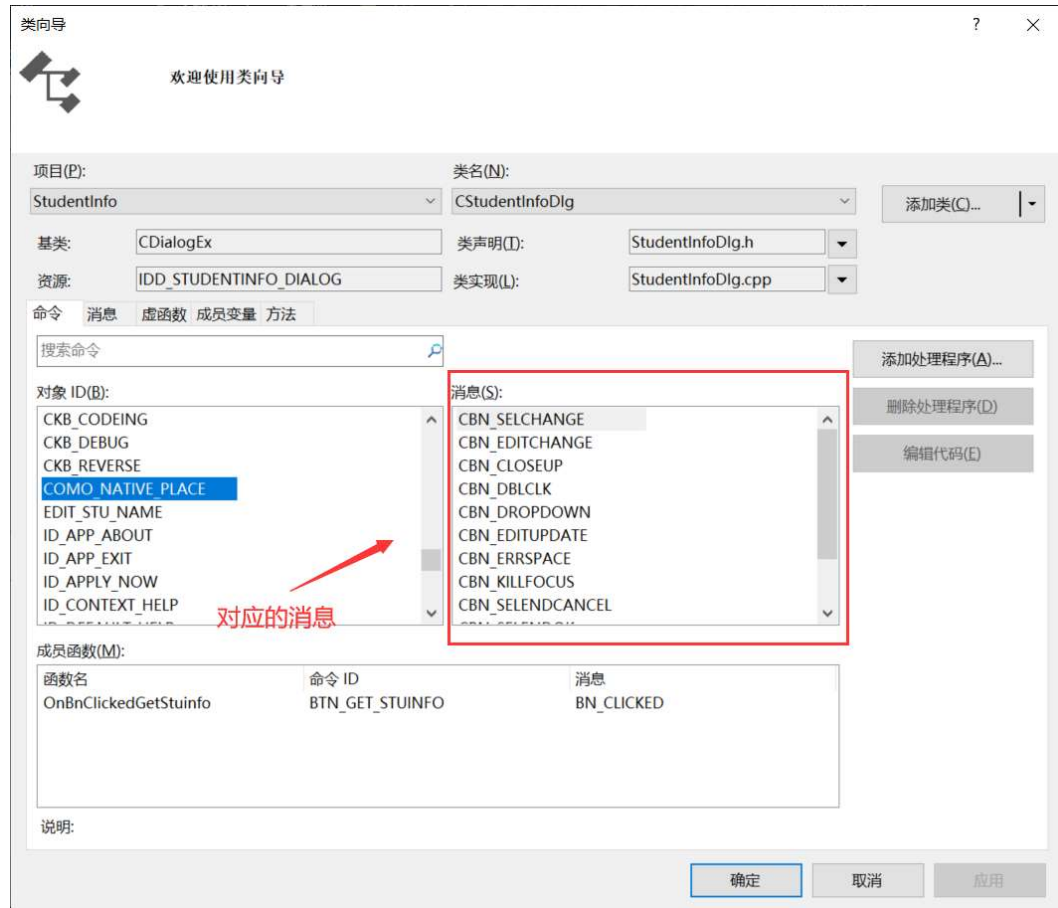 类向导
?
欢迎使用类向导
项目(P):
类名(N):
StudentInfo
CStudentInfoDlg
添加类(C)...
基类:
CDialogEx
类声明(T):
StudentInfoDlg.h
资源:
IDD_STUDENTINFO_DIALOG
类实现(L):
StudentInfoDlg.cpp
命令 消息 虚函数 成员变量 方法
搜索命令
添加处理程序(A)...
对象 ID(B):
消息(S):
删除处理程序(D)
编辑代码(E)
CKB_CODEING
CKB_DEBUG
CKB_REVERSE
COMO_NATIVE_PLACE
EDIT_STU_NAME
ID_APP_ABOUT
ID_APP_EXIT
ID_APPLY_NOW
ID_CONTEXT_HELP
CBN_SELCHANGE
CBN_EDITCHANGE
CBN_CLOSEUP
CBN_DBLCLK
CBN_DROPDOWN
CBN_EDITUPDATE
CBN_ERRSPACE
CBN_KILLFOCUS
CBN_SELENDCANCEL
对应的消息
成员函数(M):
函数名 命令 ID 消息
OnBnClickedGetStuinfo BTN_GET_STUINFO BN_CLICKED
说明:
确定
取消
应用